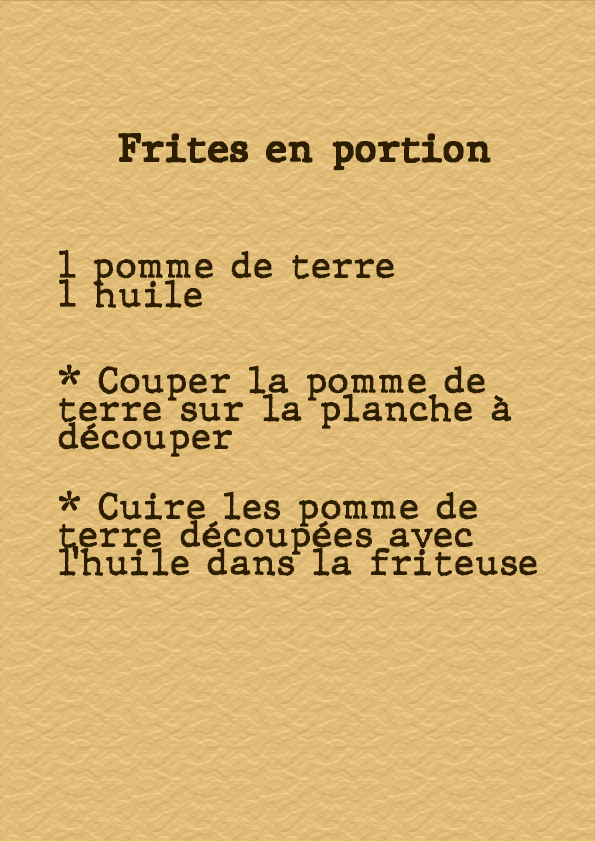 Frites en portion
1 pomme de terre
1 huile
* Couper la pomme de
terre sur la planche à
découper
* Cuire les pomme de
terre découpées avec
l'huile dans la friteuse